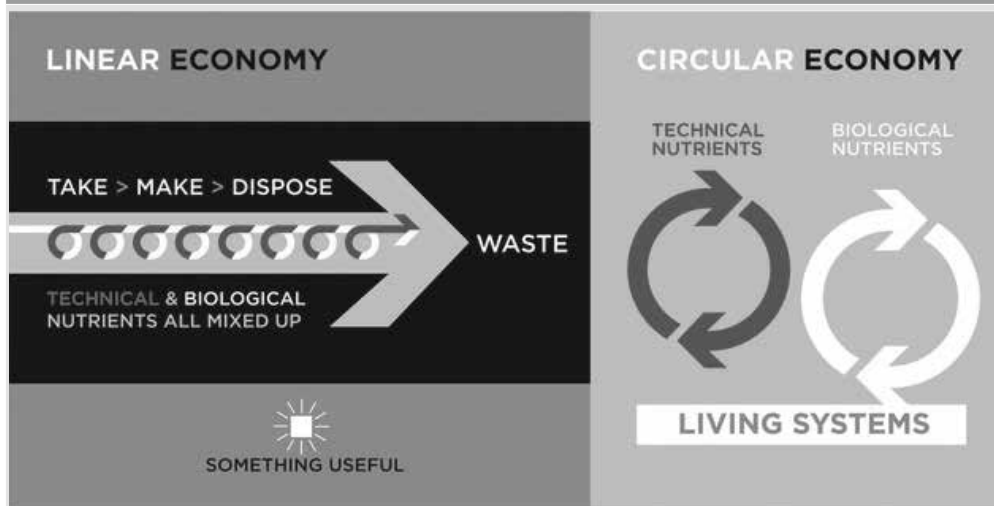 LINEAR ECONOMY
TAKE > MAKE > DISPOSE
WASTE
TECHNICAL & BIOLOGICAL
NUTRIENTS ALL MIXED UP
SOMETHING USEFUL
CIRCULAR ECONOMY
TECHNICAL
NUTRIENTS
BIOLOGICAL
NUTRIENTS
LIVING SYSTEMS